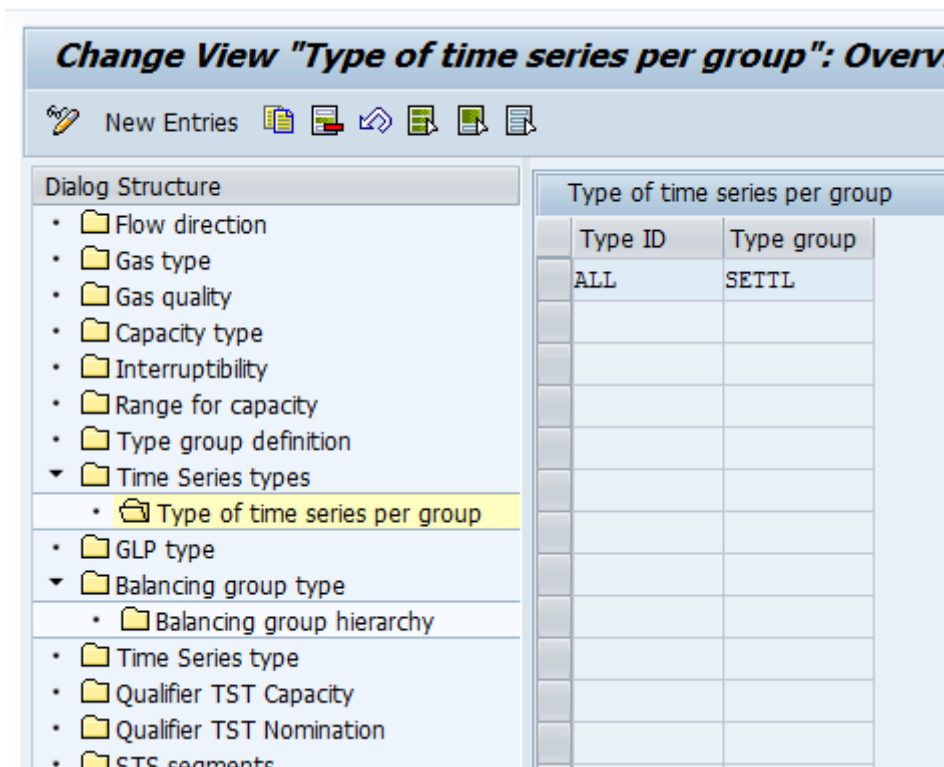 Change View "Type of time series per group": Overv
New Entries
Dialog Structure
Flow direction
Gas type
Gas quality
Capacity type
Interruptibility
Range for capacity
Type group definition
Time Series types
Type of time series per group
GLP type
Balancing group type
Balancing group hierarchy
Time Series type
Qualifier TST Capacity
Qualifier TST Nomination
STS segments
Type of time series per group
Type ID Type group
ALL SETTL